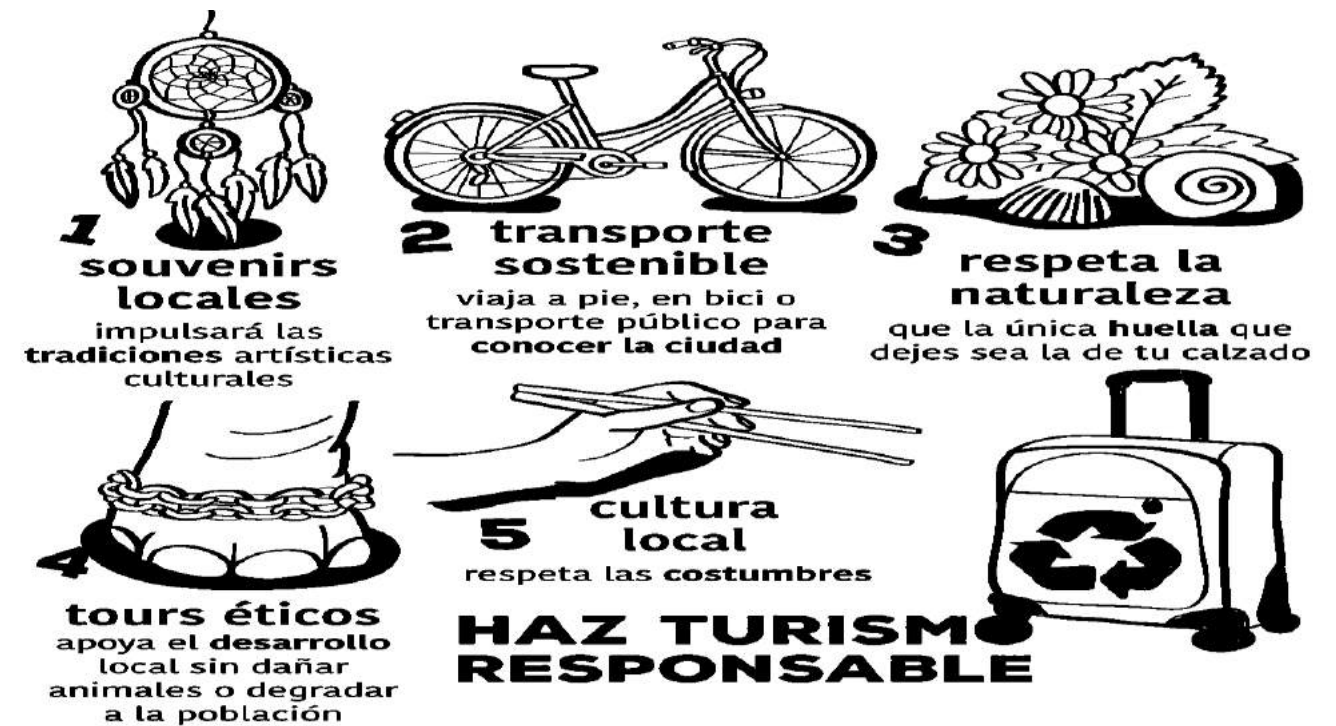 1
souvenirs
locales
impulsará las
tradiciones artísticas
culturales
2 transporte
sostenible
viaja a pie, en bici o
transporte público para
conocer la ciudad
3
respeta la
naturaleza
que la única huella que
dejes sea la de tu calzado
4
tours éticos
apoya el desarrollo
local sin dañar
animales o degradar
a la población
5 cultura
local
respeta las costumbres
HAZ TURISMO
RESPONSABLE